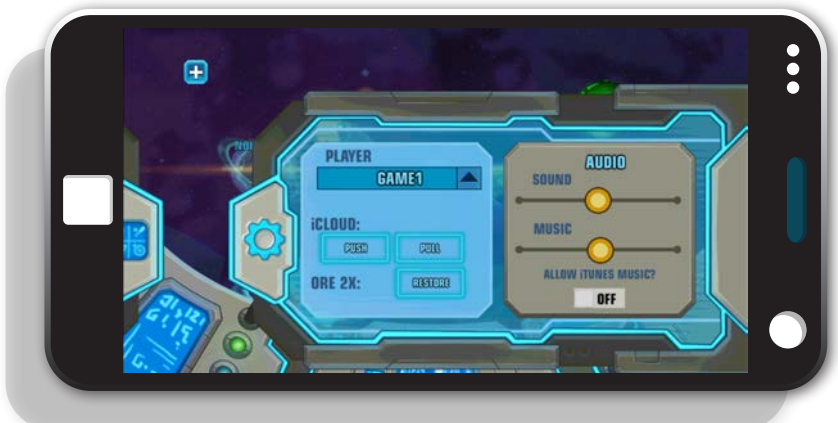 PLAYER
GAME1
iCLOUD:
PUSH
PULL
ORE 2X:
RESTORE
AUDIO
SOUND
MUSIC
ALLOW iTUNES MUSIC?
OFF